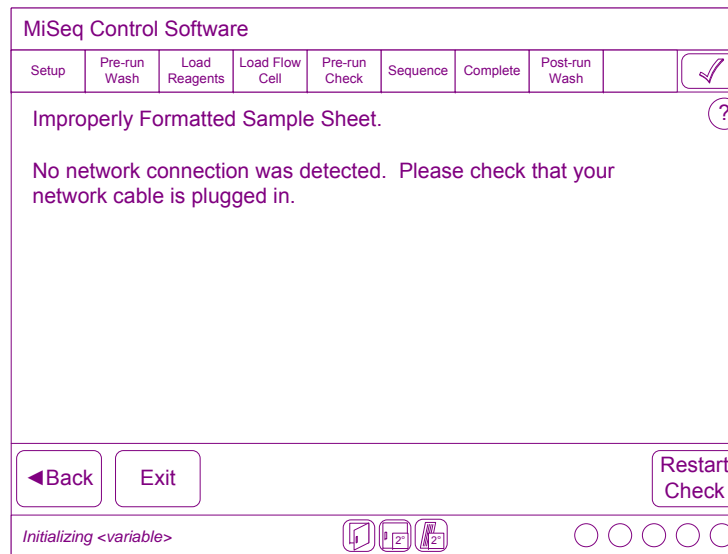 MiSeq Control Software
Setup
Pre-run
Wash
Load
Reagents
Load Flow
Cell
Pre-run
Check
Sequence
Complete
Post-run
Wash
?
Improperly Formatted Sample Sheet.
No network connection was detected.  Please check that your
network cable is plugged in.
◄Back
Exit
Restart
Check
Initializing <variable>
2°
2°